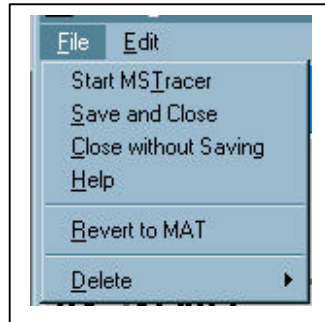 File Edit
Start MSTracer
Save and Close
Close without Saving
Help
Revert to MAT
Delete